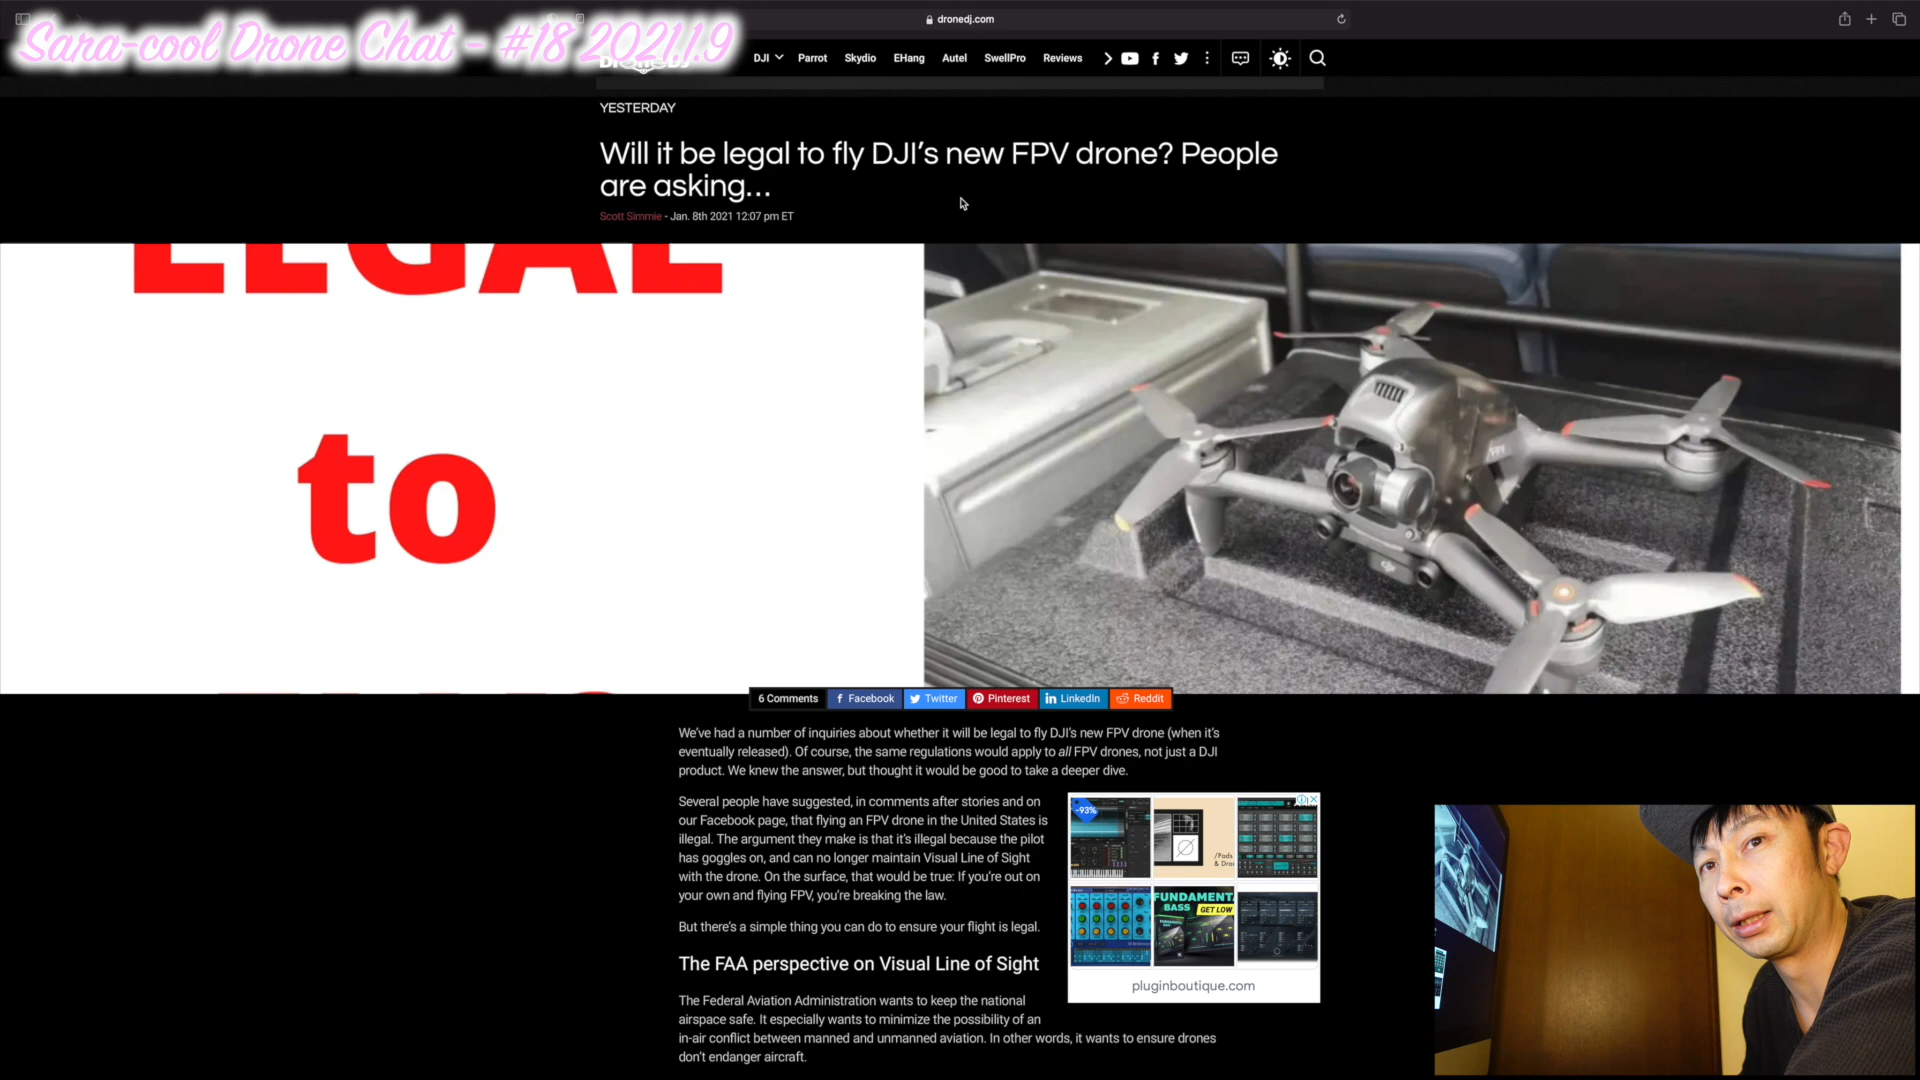 Sara-cool Drone Chat - #18 2021.1.9
dronedj.com
DroneDJ
DJI
Parrot
Skydio
EHang
Autel
SwellPro
Reviews
YESTERDAY
Will it be legal to fly DJI's new FPV drone? People
are asking…
Scott Simmie - Jan. 8th 2021 12:07 pm ET
LEGAL
to
6 Comments
Facebook
Twitter
Pinterest
LinkedIn
Reddit
We've had a number of inquiries about whether it will be legal to fly DJI's new FPV drone (when it's
eventually released). Of course, the same regulations would apply to all FPV drones, not just a DJI
product. We knew the answer, but thought it would be good to take a deeper dive.
Several people have suggested, in comments after stories and on
our Facebook page, that flying an FPV drone in the United States is
illegal. The argument they make is that it's illegal because the pilot
has goggles on, and can no longer maintain Visual Line of Sight
with the drone. On the surface, that would be true: If you're out on
your own and flying FPV, you're breaking the law.
But there's a simple thing you can do to ensure your flight is legal.
The FAA perspective on Visual Line of Sight
The Federal Aviation Administration wants to keep the national
airspace safe. It especially wants to minimize the possibility of an
in-air conflict between manned and unmanned aviation. In other words, it wants to ensure drones
don't endanger aircraft.
-93%
/Pads
& Dro
FUNDAMENTA
BASS
GET LOW
pluginboutique.com